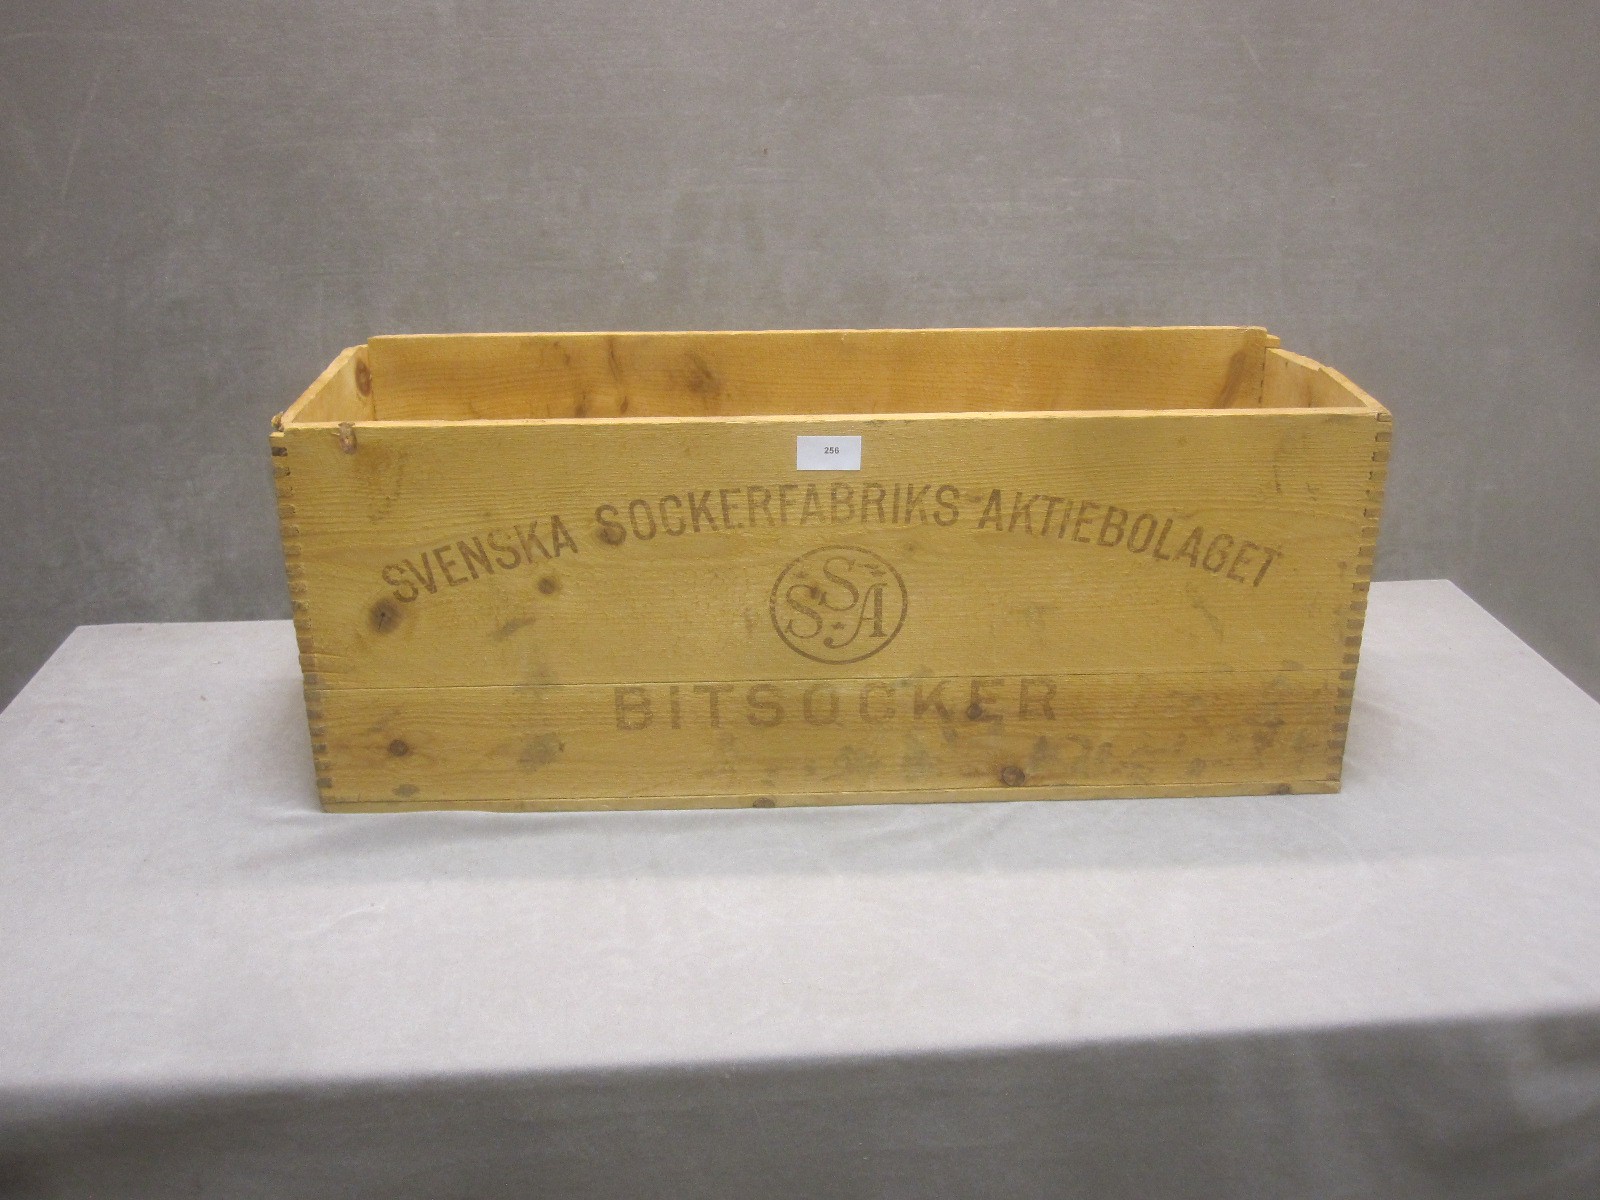 256
SVENSKA SOCKERFABRIKS-AKTIEBOLAGET
SSA
BITSOCKER